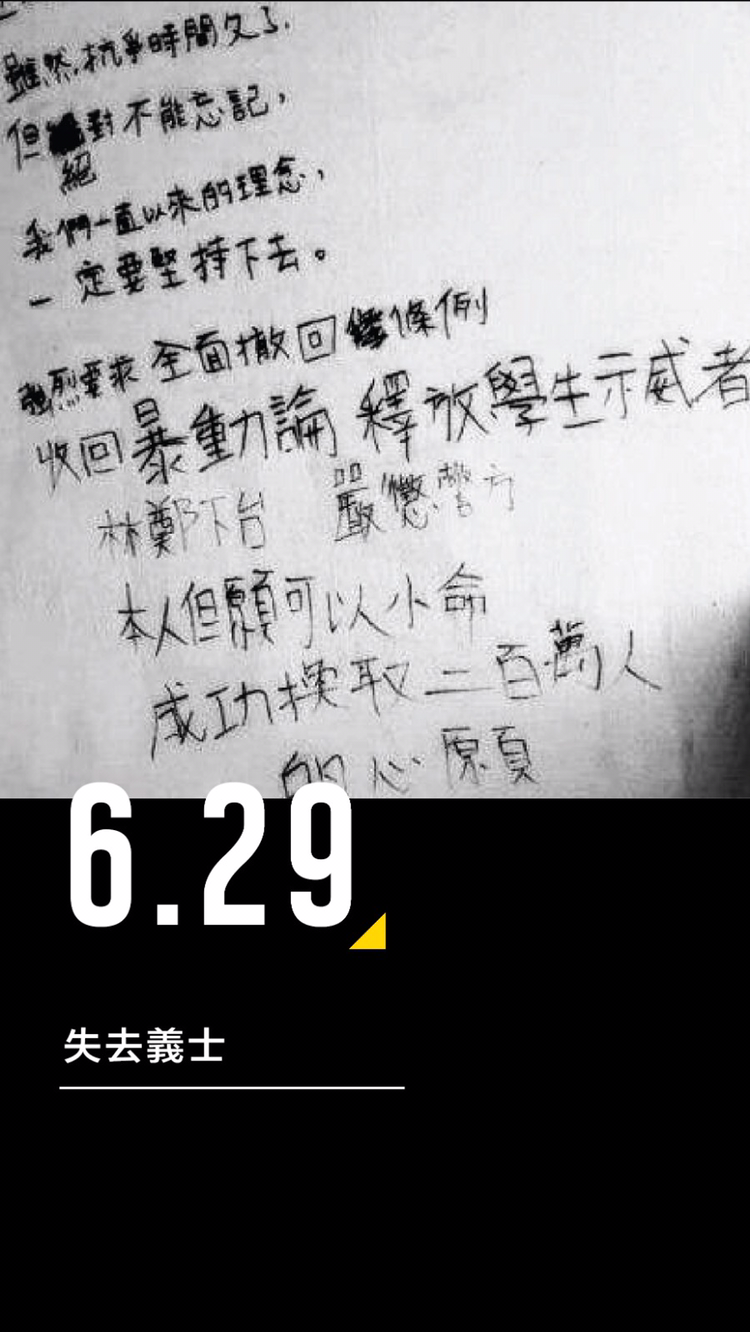 雖然抗爭時間久了.
但絕對不能忘記，
我們一直以來的理念，
一定要堅持下去。
強烈要求 全面撤回條例
收回暴動論 釋放學生示威者
林鄭下台 嚴懲警方
本人但願可以小命
成功換取二百萬人
的心願
6.29
失去義士